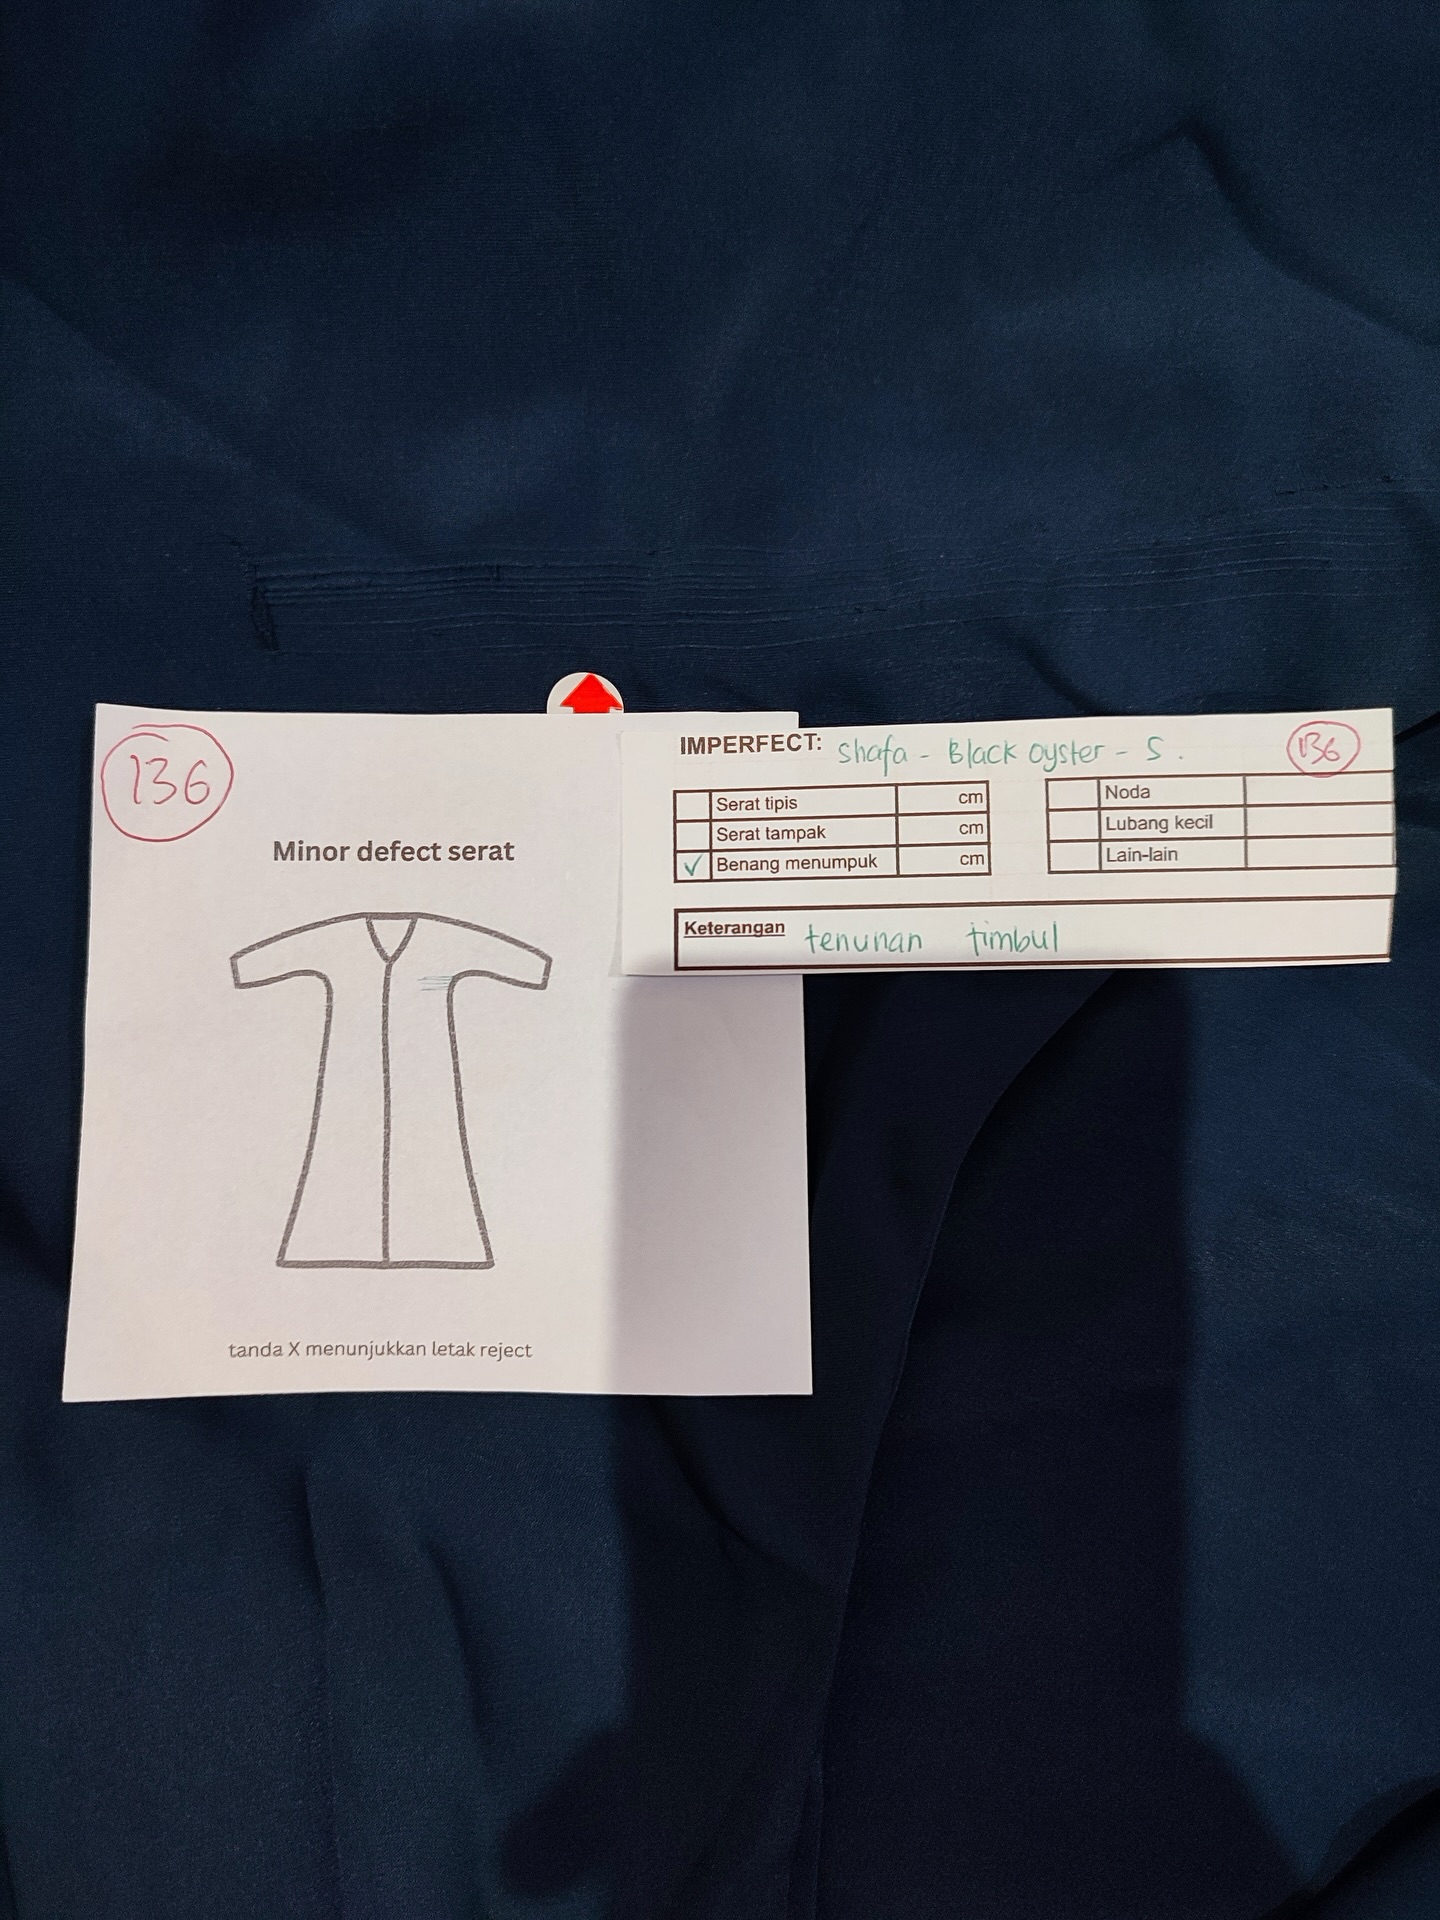 136
Minor defect serat
tanda X menunjukkan letak reject
IMPERFECT: Shafa - Black Oyster - S.
136
Serat tipis cm
Serat tampak cm
✓ Benang menumpuk cm
Noda
Lubang kecil
Lain-lain
Keterangan tenunan timbul